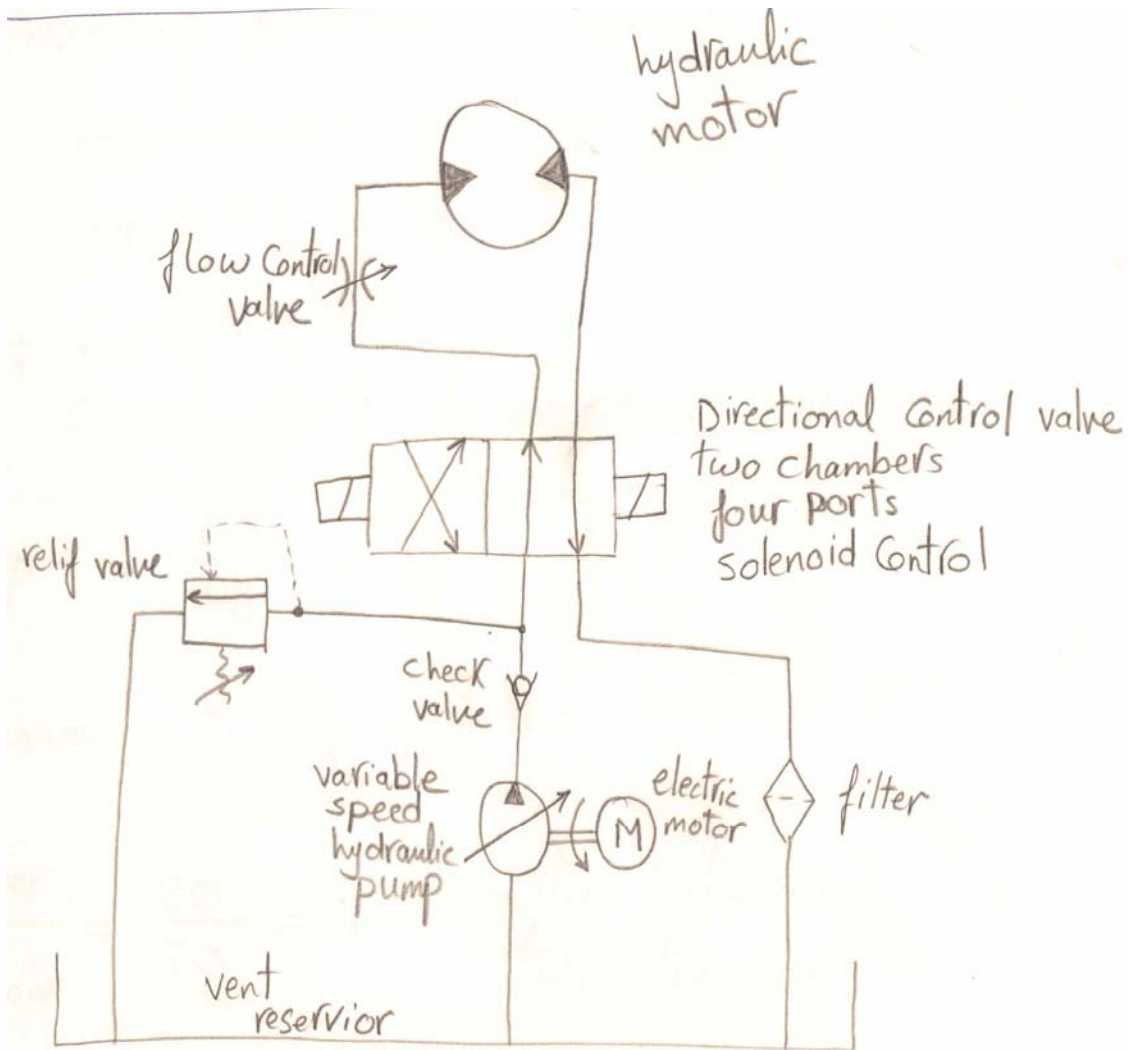 hydraulic
motor
flow Control
valve
Directional Control valve
two chambers
four ports
solenoid Control
relif valve
check
valve
variable
speed
hydraulic
pump
electric
motor
M
filter
vent
reservior